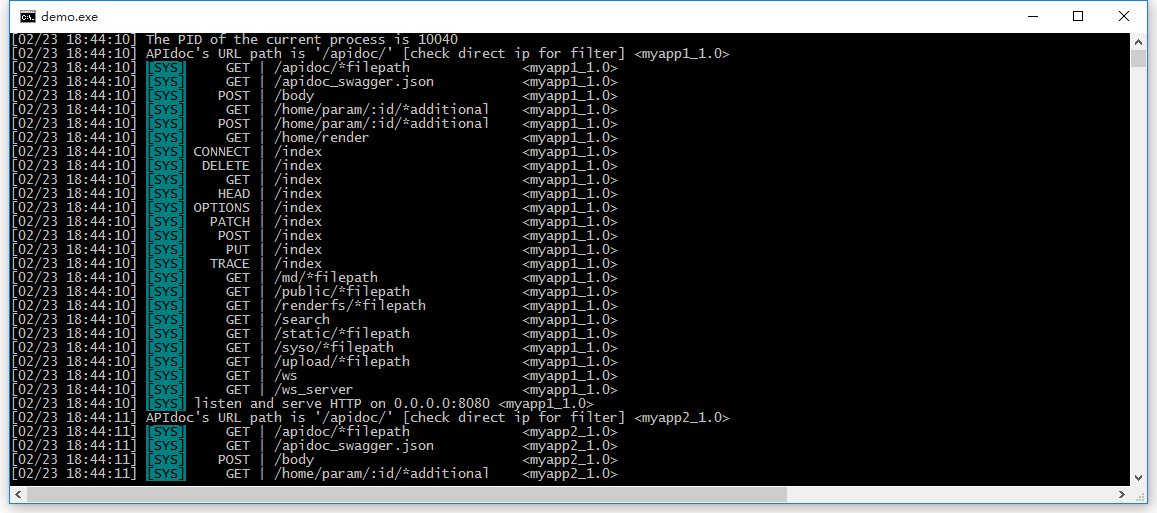 demo.exe
[02/23 18:44:10] The PID of the current process is 10040
[02/23 18:44:10] APIdoc's URL path is '/apidoc/' [check direct ip for filter] <myapp1_1.0>
[02/23 18:44:10] [SYS] GET | /apidoc/*filepath <myapp1_1.0>
[02/23 18:44:10] [SYS] GET | /apidoc_swagger.json <myapp1_1.0>
[02/23 18:44:10] [SYS] POST | /body <myapp1_1.0>
[02/23 18:44:10] [SYS] GET | /home/param/:id/*additional <myapp1_1.0>
[02/23 18:44:10] [SYS] POST | /home/param/:id/*additional <myapp1_1.0>
[02/23 18:44:10] [SYS] GET | /home/render <myapp1_1.0>
[02/23 18:44:10] [SYS] CONNECT | /index <myapp1_1.0>
[02/23 18:44:10] [SYS] DELETE | /index <myapp1_1.0>
[02/23 18:44:10] [SYS] GET | /index <myapp1_1.0>
[02/23 18:44:10] [SYS] HEAD | /index <myapp1_1.0>
[02/23 18:44:10] [SYS] OPTIONS | /index <myapp1_1.0>
[02/23 18:44:10] [SYS] PATCH | /index <myapp1_1.0>
[02/23 18:44:10] [SYS] POST | /index <myapp1_1.0>
[02/23 18:44:10] [SYS] PUT | /index <myapp1_1.0>
[02/23 18:44:10] [SYS] TRACE | /index <myapp1_1.0>
[02/23 18:44:10] [SYS] GET | /md/*filepath <myapp1_1.0>
[02/23 18:44:10] [SYS] GET | /public/*filepath <myapp1_1.0>
[02/23 18:44:10] [SYS] GET | /renderfs/*filepath <myapp1_1.0>
[02/23 18:44:10] [SYS] GET | /search <myapp1_1.0>
[02/23 18:44:10] [SYS] GET | /static/*filepath <myapp1_1.0>
[02/23 18:44:10] [SYS] GET | /syso/*filepath <myapp1_1.0>
[02/23 18:44:10] [SYS] GET | /upload/*filepath <myapp1_1.0>
[02/23 18:44:10] [SYS] GET | /ws <myapp1_1.0>
[02/23 18:44:10] [SYS] GET | /ws_server <myapp1_1.0>
[02/23 18:44:10] [SYS] listen and serve HTTP on 0.0.0.0:8080 <myapp1_1.0>
[02/23 18:44:11] APIdoc's URL path is '/apidoc/' [check direct ip for filter] <myapp2_1.0>
[02/23 18:44:11] [SYS] GET | /apidoc/*filepath <myapp2_1.0>
[02/23 18:44:11] [SYS] GET | /apidoc_swagger.json <myapp2_1.0>
[02/23 18:44:11] [SYS] POST | /body <myapp2_1.0>
[02/23 18:44:11] [SYS] GET | /home/param/:id/*additional <myapp2_1.0>